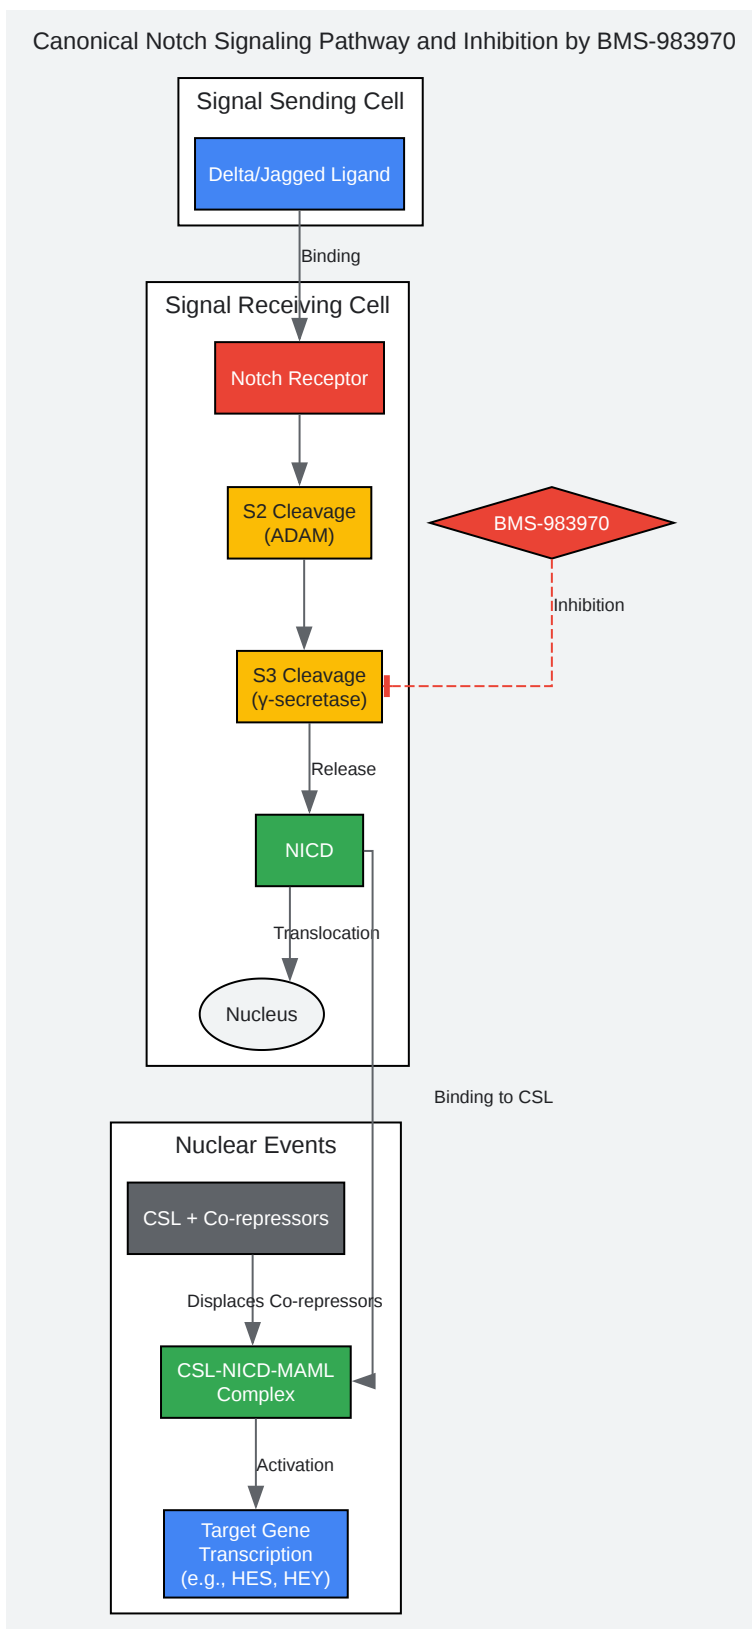 Canonical Notch Signaling Pathway and Inhibition by BMS-983970
Signal Sending Cell
Delta/Jagged Ligand
Binding
Signal Receiving Cell
Notch Receptor
S2 Cleavage
(ADAM)
BMS-983970
Inhibition
S3 Cleavage
(γ-secretase)
Release
NICD
Translocation
Nucleus
Binding to CSL
Nuclear Events
CSL + Co-repressors
Displaces Co-repressors
CSL-NICD-MAML
Complex
Activation
Target Gene
Transcription
(e.g., HES, HEY)